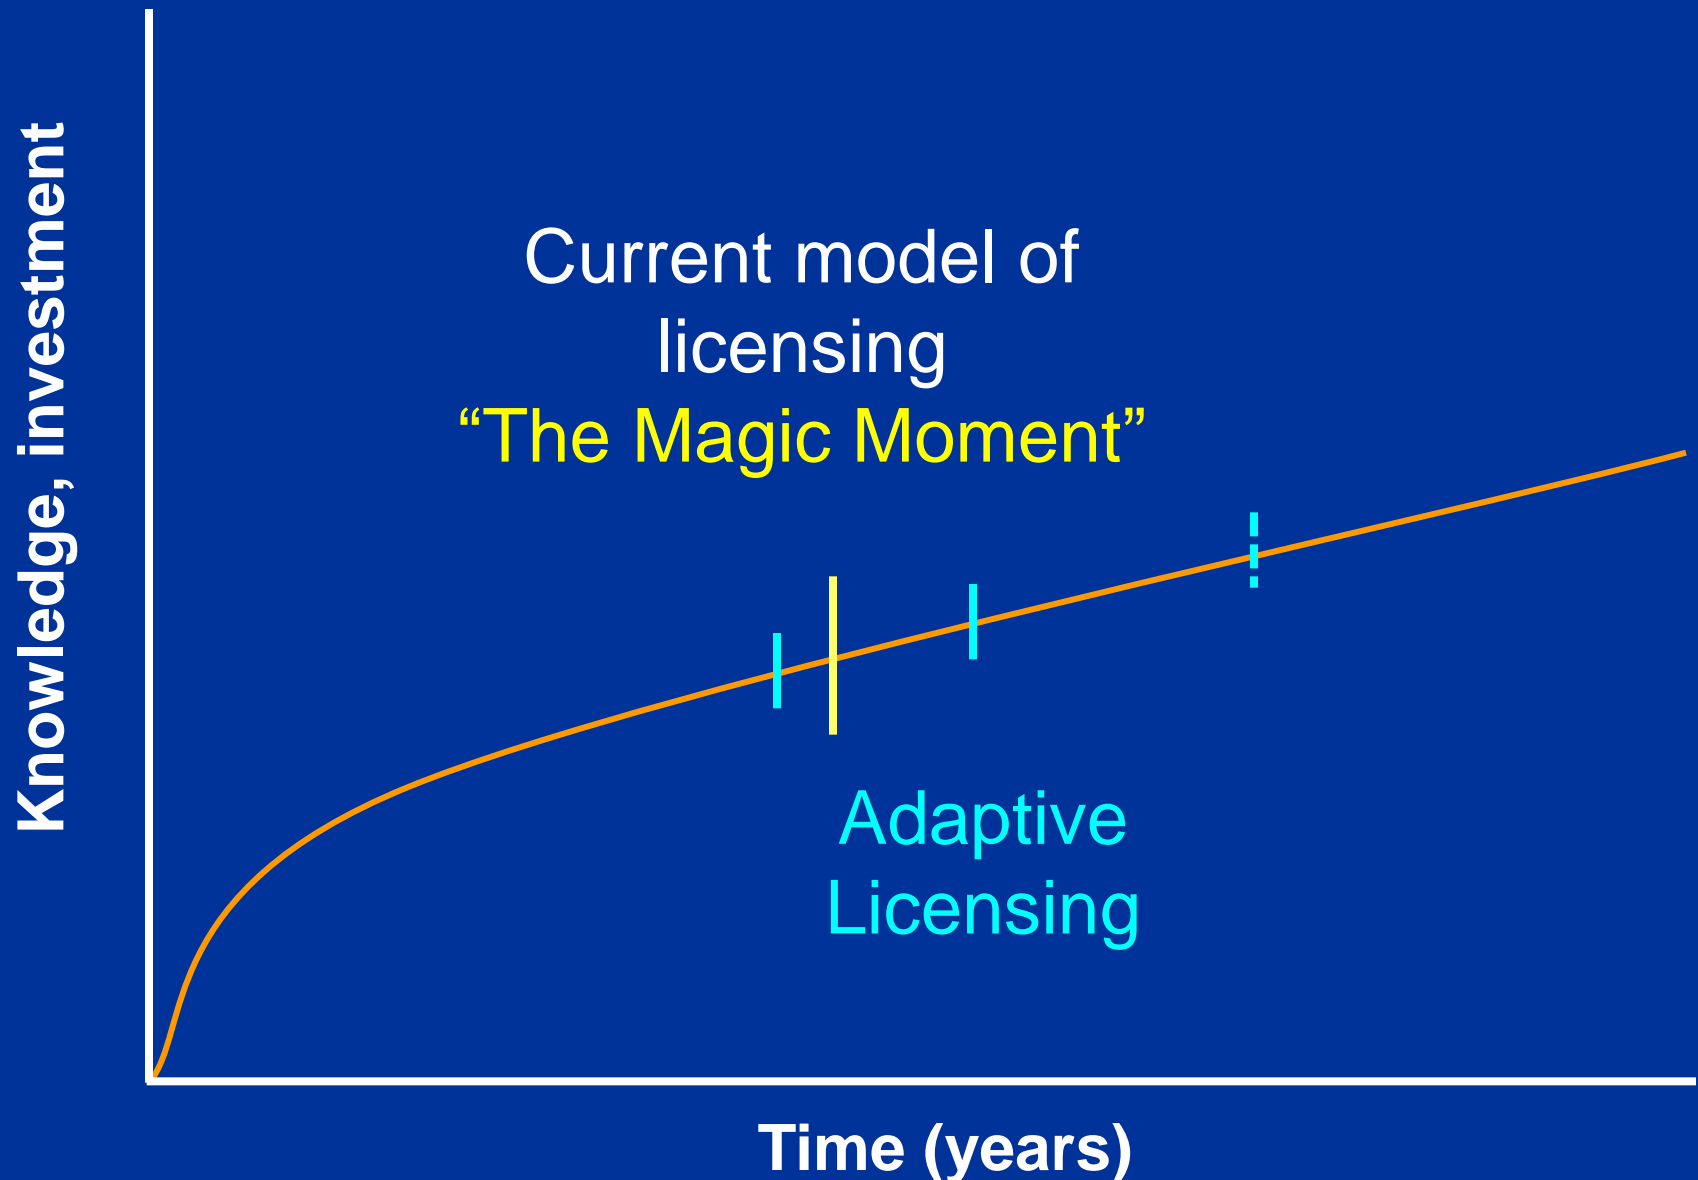 Knowledge, investment
Current model of
licensing
“The Magic Moment”
Adaptive
Licensing
Time (years)